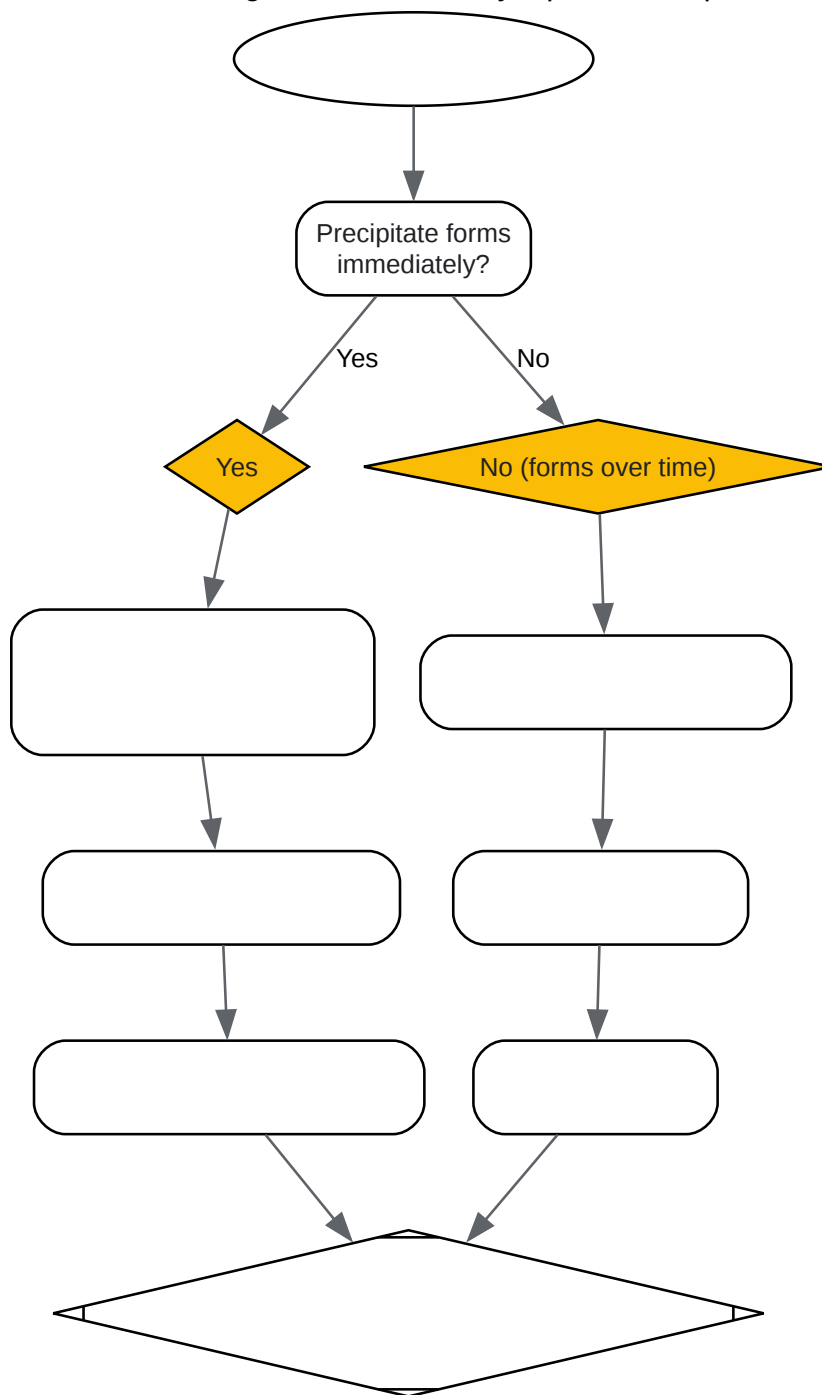 Precipitate forms
immediately?
Yes
No
Yes
No (forms over time)